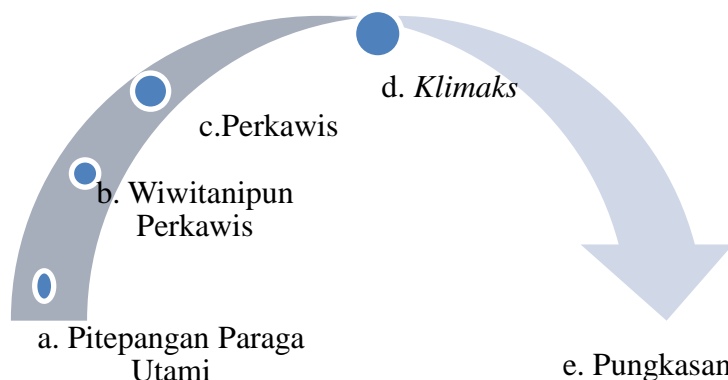 d. Klimaks
c.Perkawis
b. Wiwitanipun
Perkawis
a. Pitepangan Paraga
Utami
e. Pungkasan